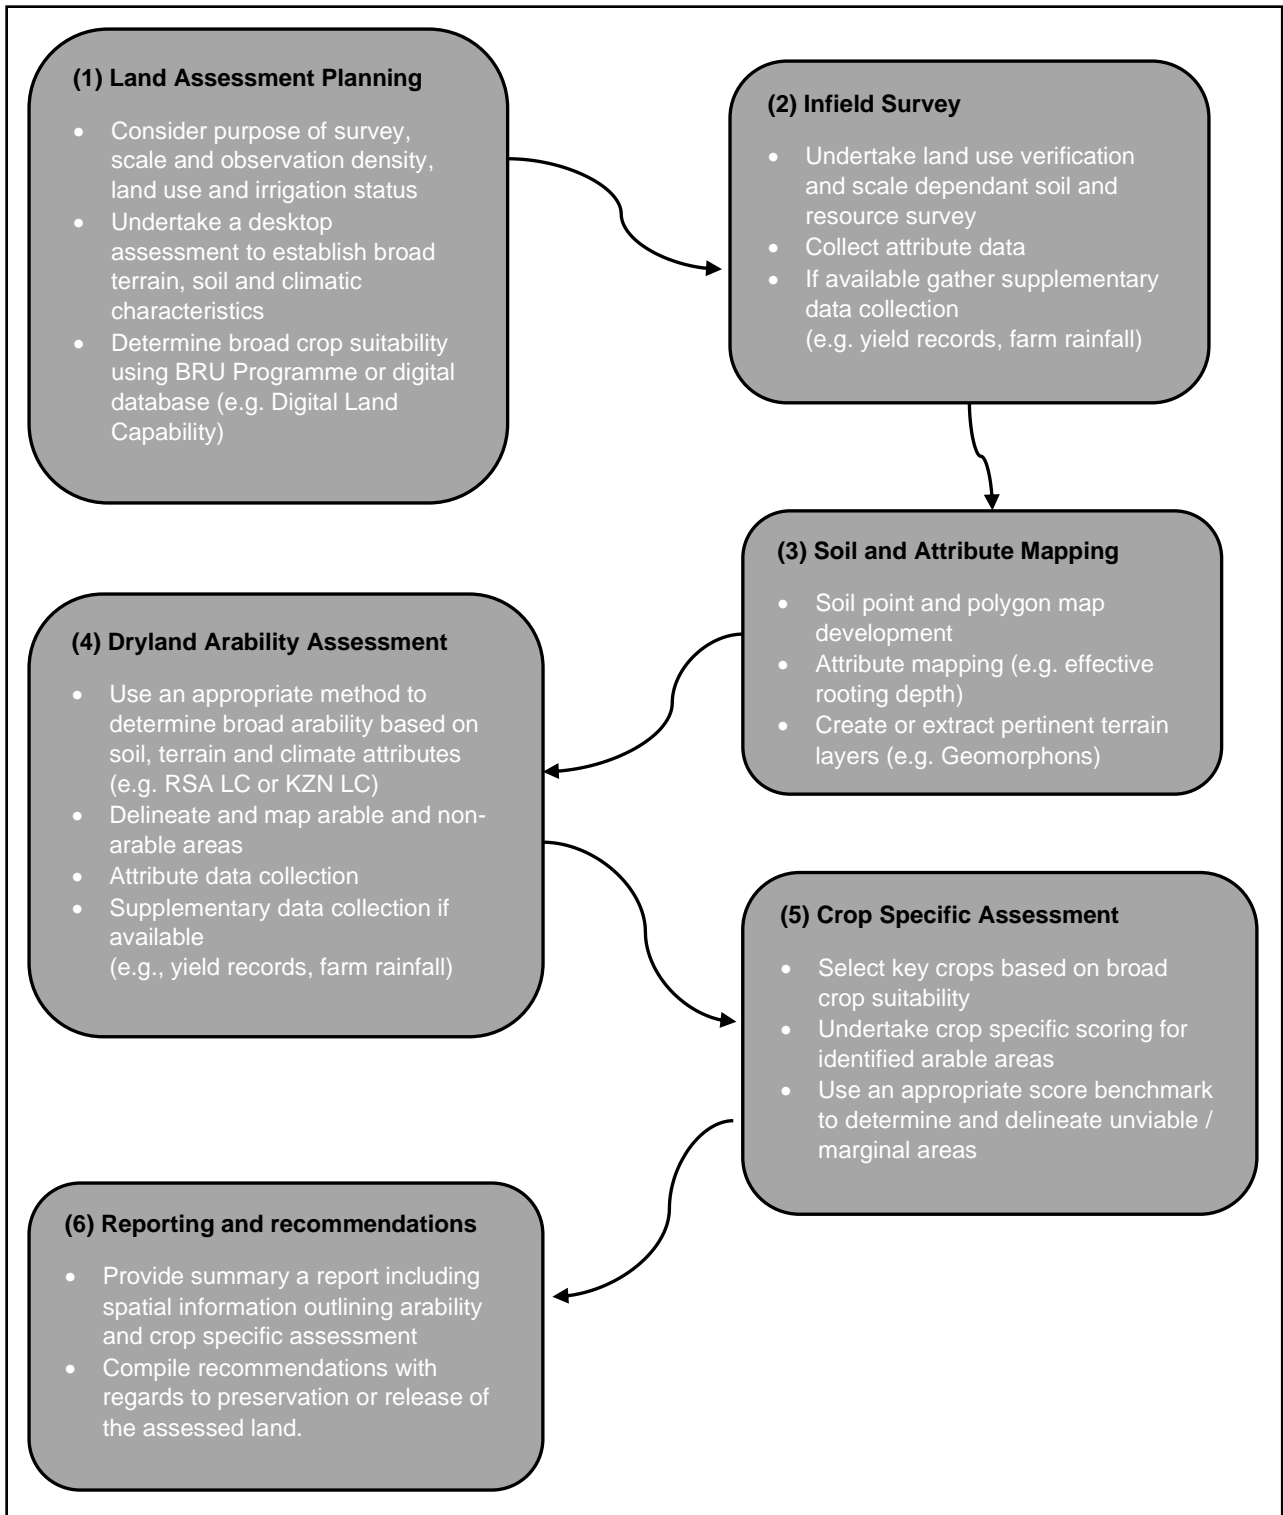 (1) Land Assessment Planning
• Consider purpose of survey,
scale and observation density,
land use and irrigation status
• Undertake a desktop
assessment to establish broad
terrain, soil and climatic
characteristics
• Determine broad crop suitability
using BRU Programme or digital
database (e.g. Digital Land
Capability)
(2) Infield Survey
• Undertake land use verification
and scale dependant soil and
resource survey
• Collect attribute data
• If available gather supplementary
data collection
(e.g. yield records, farm rainfall)
(3) Soil and Attribute Mapping
• Soil point and polygon map
development
• Attribute mapping (e.g. effective
rooting depth)
• Create or extract pertinent terrain
layers (e.g. Geomorphons)
(4) Dryland Arability Assessment
• Use an appropriate method to
determine broad arability based on
soil, terrain and climate attributes
(e.g. RSA LC or KZN LC)
• Delineate and map arable and non-
arable areas
• Attribute data collection
• Supplementary data collection if
available
(e.g., yield records, farm rainfall)
(5) Crop Specific Assessment
• Select key crops based on broad
crop suitability
• Undertake crop specific scoring for
identified arable areas
• Use an appropriate score benchmark
to determine and delineate unviable /
marginal areas
(6) Reporting and recommendations
• Provide summary a report including
spatial information outlining arability
and crop specific assessment
• Compile recommendations with
regards to preservation or release of
the assessed land.